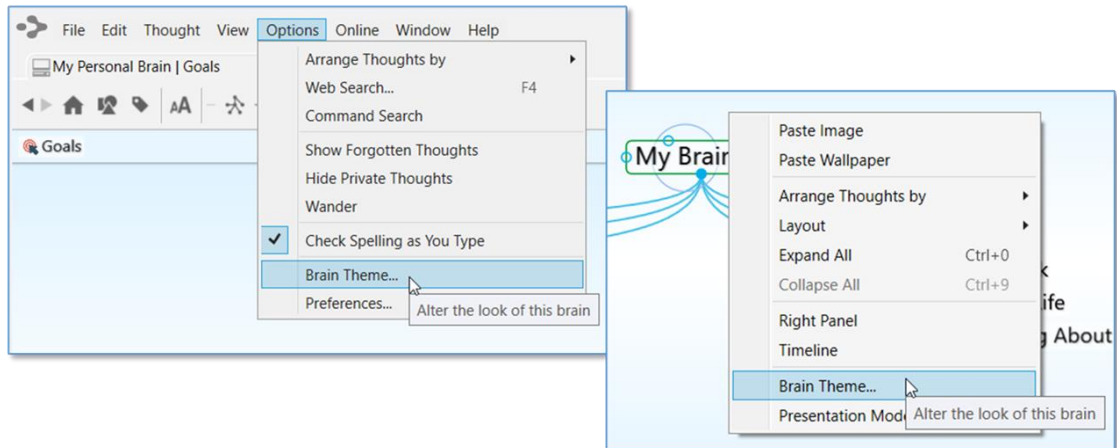 File Edit Thought View Options Online Window Help
My Personal Brain | Goals
AA
Goals
Arrange Thoughts by
Web Search... F4
Command Search
Show Forgotten Thoughts
Hide Private Thoughts
Wander
Check Spelling as You Type
Brain Theme...
Preferences...
Alter the look of this brain
My Brain
Paste Image
Paste Wallpaper
Arrange Thoughts by
Layout
Expand All Ctrl+0
Collapse All Ctrl+9
Right Panel
Timeline
Brain Theme...
Presentation Mode
Alter the look of this brain
k
ife
g About